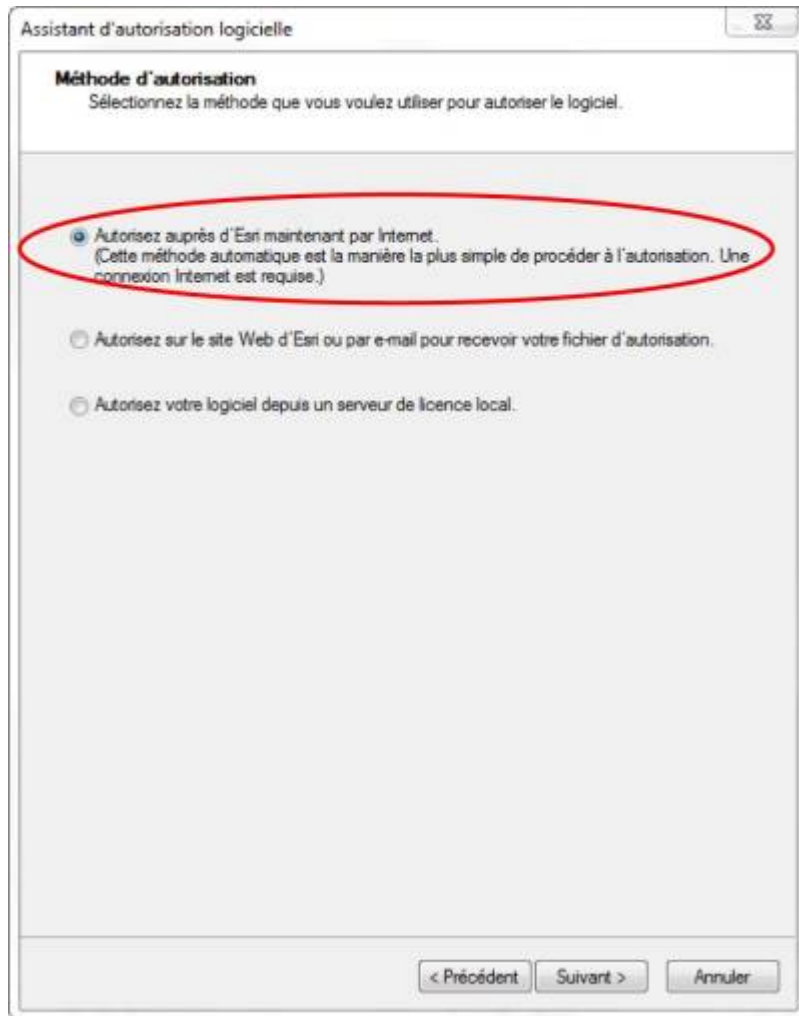 Assistant d'autorisation logicielle
Méthode d'autorisation
Sélectionnez la méthode que vous voulez utiliser pour autoriser le logiciel.
Autorisez auprès d'Esri maintenant par Internet.
(Cette méthode automatique est la manière la plus simple de procéder à l'autorisation. Une
connexion Internet est requise.)
Autorisez sur le site Web d'Esri ou par e-mail pour recevoir votre fichier d'autorisation.
Autorisez votre logiciel depuis un serveur de licence local.
< Précédent Suivant > Annuler